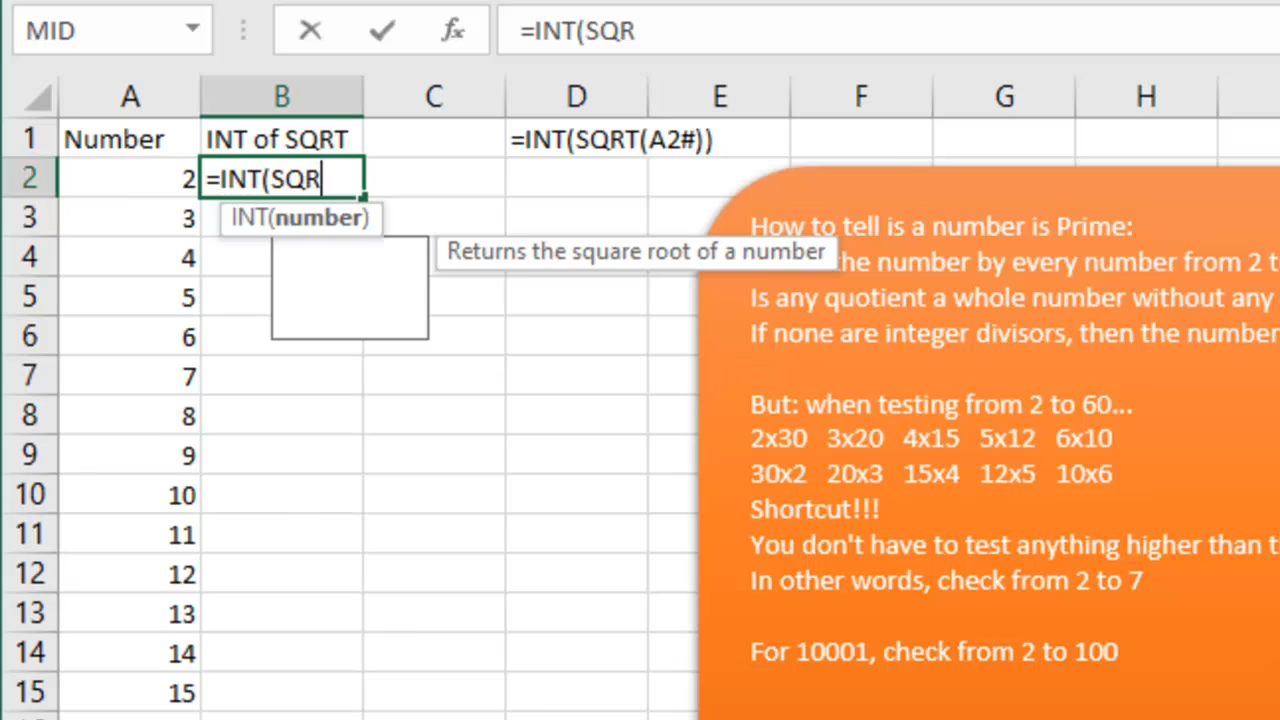 MID fx =INT(SQR
A B C D E F G H
1 Number INT of SQRT =INT(SQRT(A2#))
2 2 =INT(SQR
INT(number)
3 3
Returns the square root of a number
4 4
5 5
6 6
7 7
8 8
9 9
10 10
11 11
12 12
13 13
14 14
15 15
How to tell is a number is Prime:
the number by every number from 2 t
Is any quotient a whole number without any
If none are integer divisors, then the number
But: when testing from 2 to 60...
2x30 3x20 4x15 5x12 6x10
30x2 20x3 15x4 12x5 10x6
Shortcut!!!
You don't have to test anything higher than t
In other words, check from 2 to 7
For 10001, check from 2 to 100